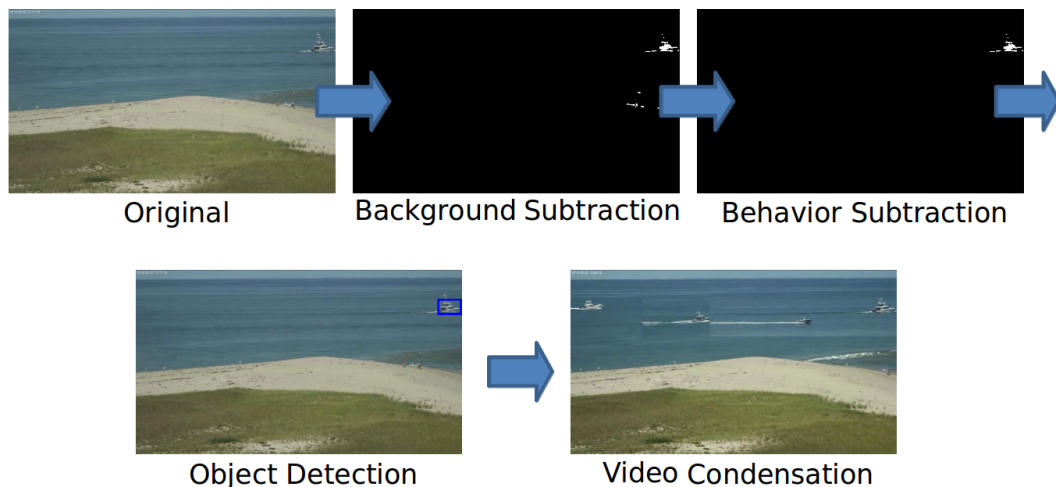 Original
Background Subtraction
Behavior Subtraction
Object Detection
Video Condensation